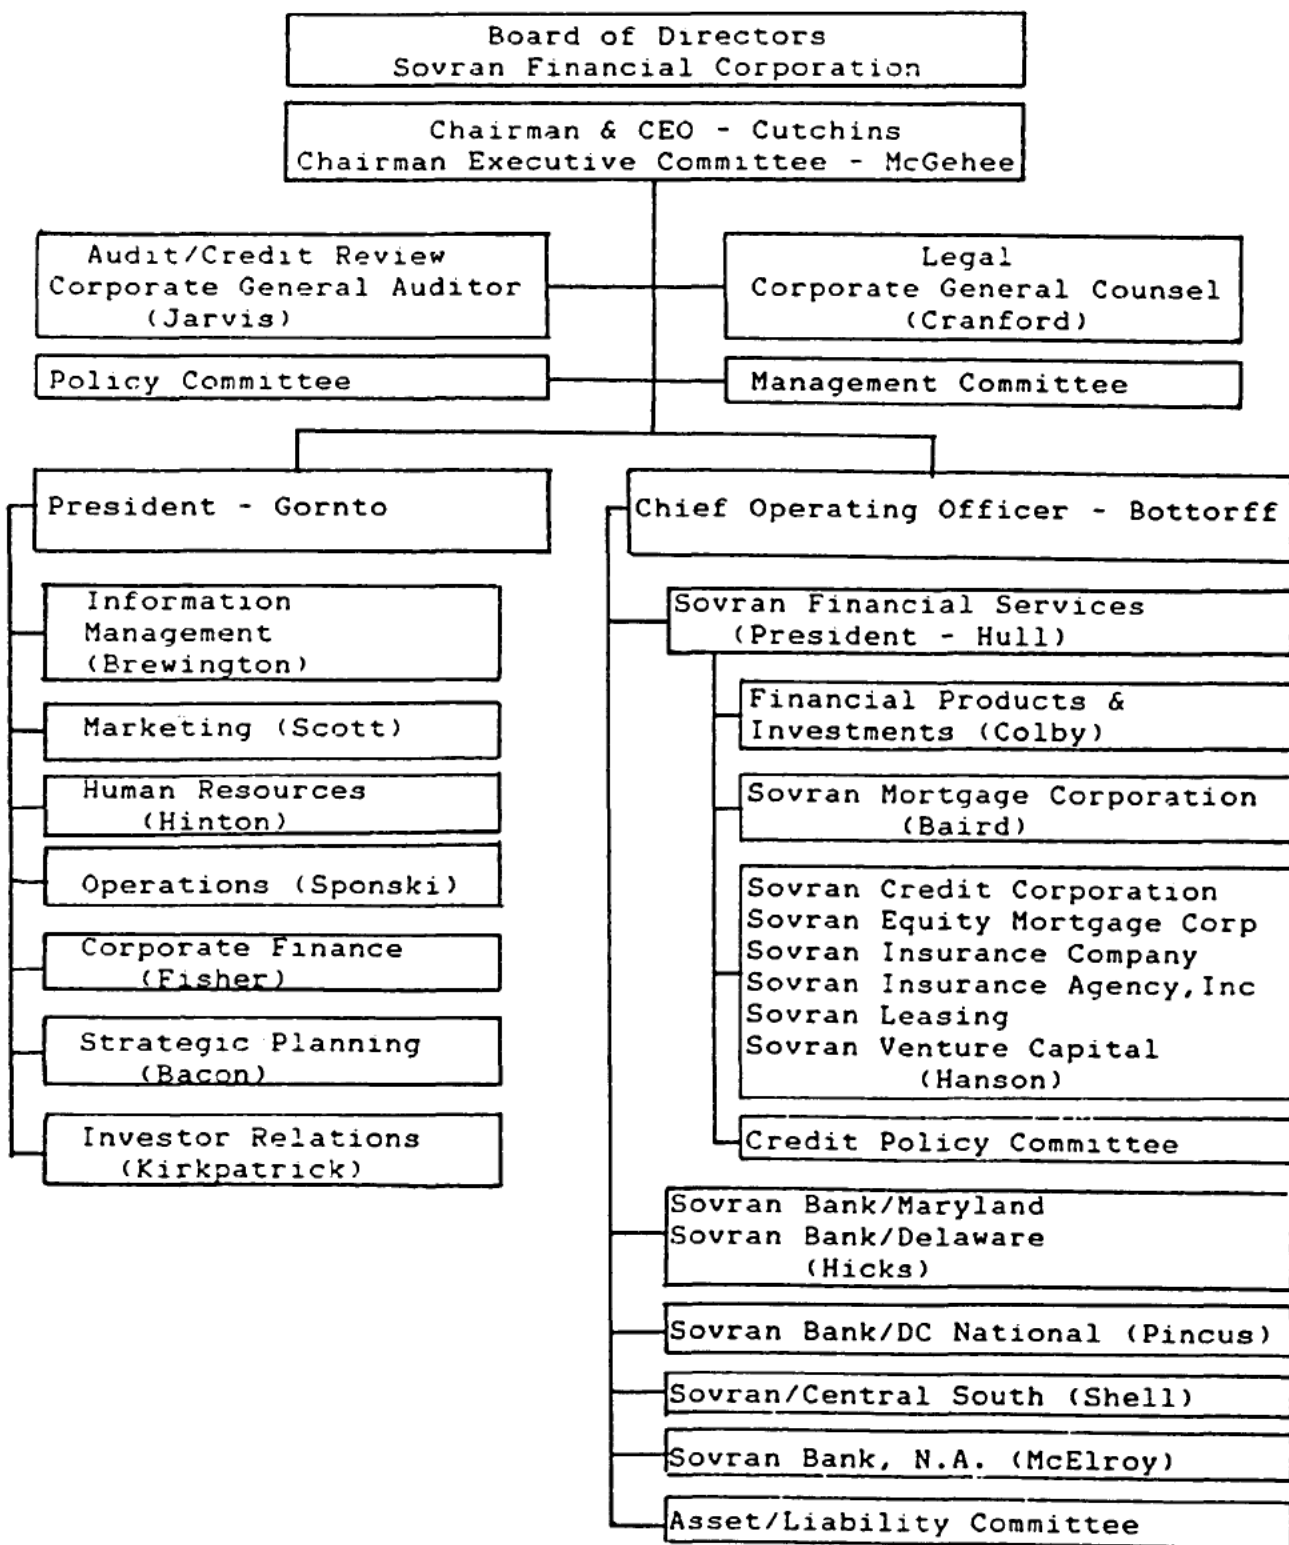 Board of Directors
Sovran Financial Corporation
Chairman & CEO - Cutchins
Chairman Executive Committee - McGehee
Audit/Credit Review
Corporate General Auditor
(Jarvis)
Legal
Corporate General Counsel
(Cranford)
Policy Committee
Management Committee
President - Gornto
Information
Management
(Brewington)
Marketing (Scott)
Human Resources
(Hinton)
Operations (Sponski)
Corporate Finance
(Fisher)
Strategic Planning
(Bacon)
Investor Relations
(Kirkpatrick)
Chief Operating Officer - Bottorff
Sovran Financial Services
(President - Hull)
Financial Products &
Investments (Colby)
Sovran Mortgage Corporation
(Baird)
Sovran Credit Corporation
Sovran Equity Mortgage Corp
Sovran Insurance Company
Sovran Insurance Agency,Inc
Sovran Leasing
Sovran Venture Capital
(Hanson)
Credit Policy Committee
Sovran Bank/Maryland
Sovran Bank/Delaware
(Hicks)
Sovran Bank/DC National (Pincus)
Sovran/Central South (Shell)
Sovran Bank, N.A. (McElroy)
Asset/Liability Committee